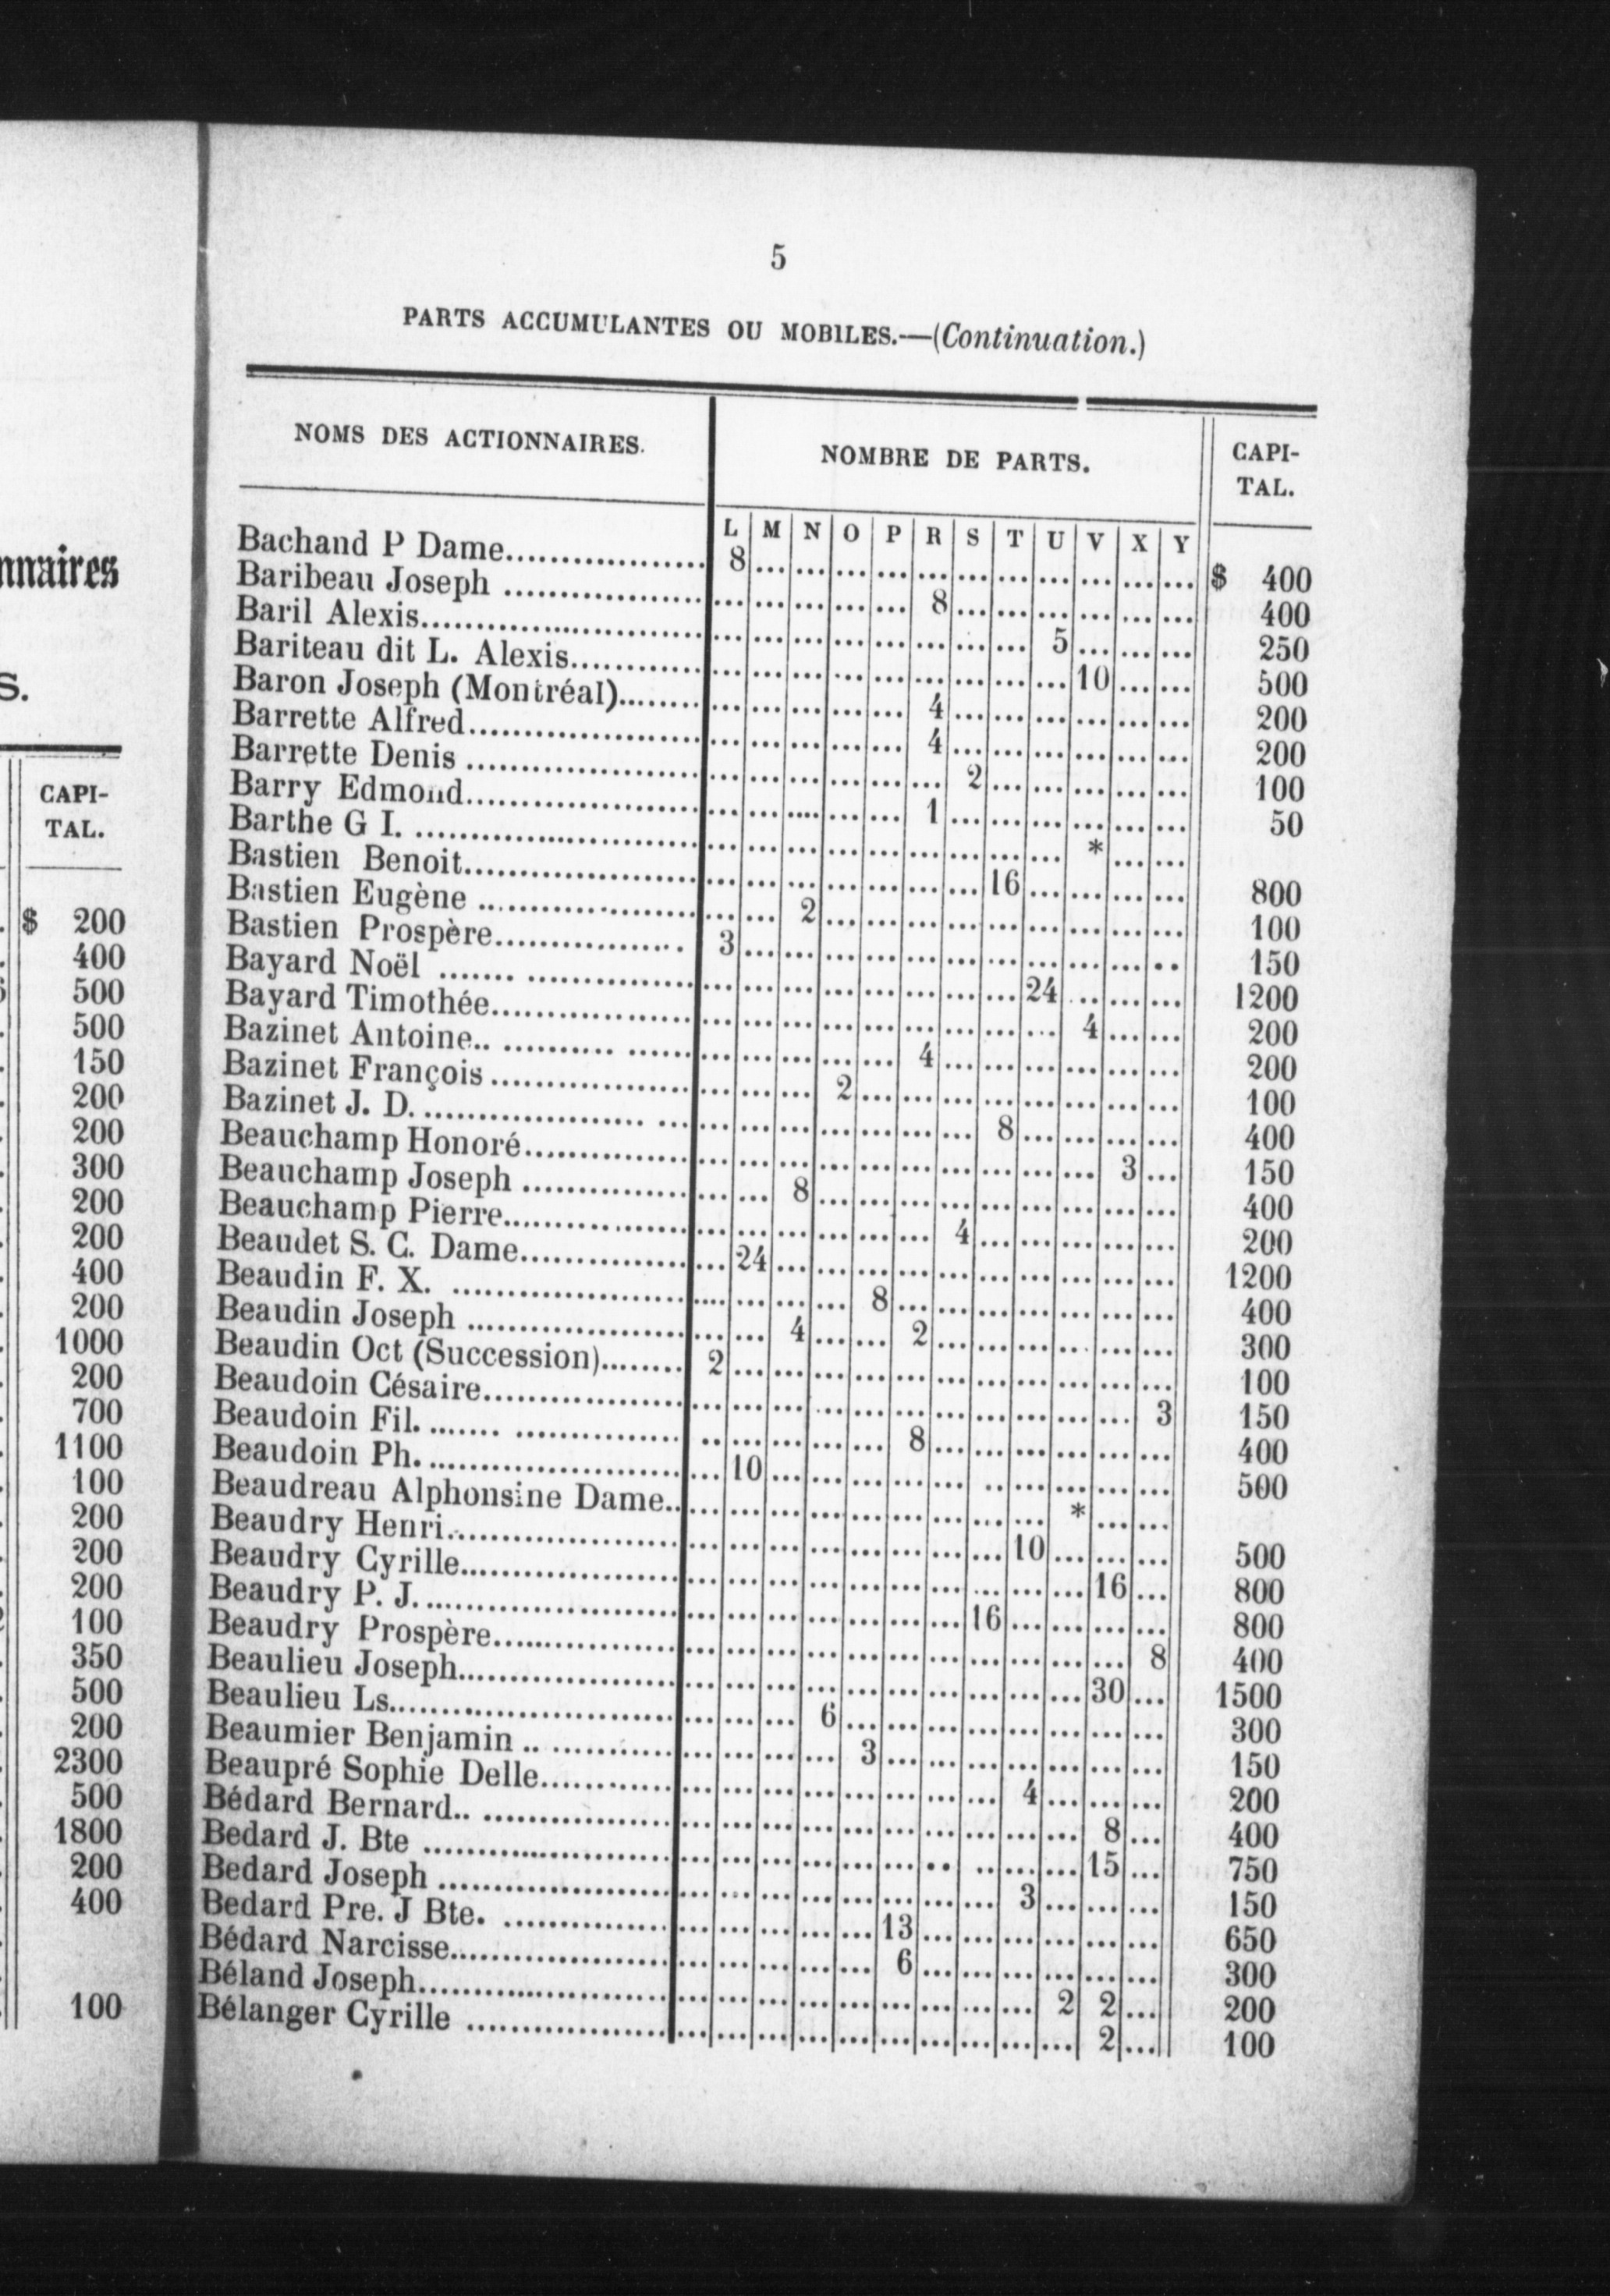 nnaires
S.
CAPI-
TAL.
$ 200
400
500
500
150
200
200
300
200
200
400
200
1000
200
700
1100
100
200
200
200
100
350
500
200
2300
500
1800
200
400
100
5
PARTS ACCUMULANTES OU MOBILES.—(Continuation.)
NOMS DES ACTIONNAIRES. NOMBRE DE PARTS. CAPI-
TAL.
L M N O P R S T U V X Y
Bachand P Dame.................. 8 ... ... ... ... ... ... ... ... ... ... ... $ 400
Baribeau Joseph .................. ... ... ... ... ... 8 ... ... ... ... ... ... 400
Baril Alexis.................. ... ... ... ... ... ... ... ... 5 ... ... ... 250
Bariteau dit L. Alexis............ ... ... ... ... ... ... ... ... ... 10 ... ... 500
Baron Joseph (Montréal)........ ... ... ... ... ... 4 ... ... ... ... ... ... 200
Barrette Alfred.................. ... ... ... ... ... 4 ... ... ... ... ... ... 200
Barrette Denis .................. ... ... ... ... ... ... 2 ... ... ... ... ... 100
Barry Edmond.................. ... ... ... ... ... 1 ... ... ... ... ... ... 50
Barthe G I. .................. ... ... ... ... ... ... ... ... ... * ... ...
Bastien Benoit.................. ... ... ... ... ... ... ... 16 ... ... ... ... 800
Bastien Eugène .................. ... ... 2 ... ... ... ... ... ... ... ... ... 100
Bastien Prospère.................. 3 ... ... ... ... ... ... ... ... ... ... .. 150
Bayard Noël .................. ... ... ... ... ... ... ... ... 24 ... ... ... 1200
Bayard Timothée.................. ... ... ... ... ... ... ... ... ... 4 ... ... 200
Bazinet Antoine.. .................. ... ... ... ... ... 4 ... ... ... ... ... ... 200
Bazinet François .................. ... ... ... 2 ... ... ... ... ... ... ... ... 100
Bazinet J. D. .................. ... ... ... ... ... ... ... 8 ... ... ... ... 400
Beauchamp Honoré.................. ... ... ... ... ... ... ... ... ... ... 3 ... 150
Beauchamp Joseph .................. ... ... 8 ... ... ... ... ... ... ... ... ... 400
Beauchamp Pierre.................. ... ... ... ... ... ... 4 ... ... ... ... ... 200
Beaudet S. C. Dame.................. ... 24 ... ... ... ... ... ... ... ... ... ... 1200
Beaudin F. X. .................. ... ... ... ... 8 ... ... ... ... ... ... ... 400
Beaudin Joseph .................. ... ... 4 ... ... 2 ... ... ... ... ... ... 300
Beaudin Oct (Succession)........ 2 ... ... ... ... ... ... ... ... ... ... ... 100
Beaudoin Césaire.................. ... ... ... ... ... ... ... ... ... ... ... 3 150
Beaudoin Fil. .................. ... ... ... ... ... 8 ... ... ... ... ... ... 400
Beaudoin Ph. .................. ... 10 ... ... ... ... ... ... ... ... ... ... 500
Beaudreau Alphonsine Dame.. ... ... ... ... ... ... ... ... ... * ... ...
Beaudry Henri.................. ... ... ... ... ... ... ... ... 10 ... ... ... 500
Beaudry Cyrille.................. ... ... ... ... ... ... ... ... ... ... 16 ... 800
Beaudry P. J. .................. ... ... ... ... ... ... ... 16 ... ... ... ... 800
Beaudry Prospère.................. ... ... ... ... ... ... ... ... ... ... ... 8 400
Beaulieu Joseph.................. ... ... ... ... ... ... ... ... ... ... 30 ... 1500
Beaulieu Ls.................. ... ... ... 6 ... ... ... ... ... ... ... ... 300
Beaumier Benjamin .. ............ ... ... ... ... 3 ... ... ... ... ... ... ... 150
Beaupré Sophie Delle............ ... ... ... ... ... ... ... ... 4 ... ... ... 200
Bédard Bernard.. .................. ... ... ... ... ... ... ... ... ... ... 8 ... 400
Bedard J. Bte .................. ... ... ... ... ... ... ... ... ... ... 15 ... 750
Bedard Joseph .................. ... ... ... ... ... ... ... ... 3 ... ... ... 150
Bedard Pre. J Bte. ............... ... ... ... ... ... 13 ... ... ... ... ... ... 650
Bédard Narcisse.................. ... ... ... ... ... 6 ... ... ... ... ... ... 300
Béland Joseph.................. ... ... ... ... ... ... ... ... ... 2 2 ... 200
Bélanger Cyrille .................. ... ... ... ... ... ... ... ... ... ... 2 ... 100